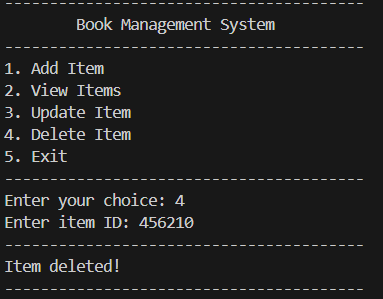 ----------------------------------------
Book Management System
----------------------------------------
1. Add Item
2. View Items
3. Update Item
4. Delete Item
5. Exit
----------------------------------------
Enter your choice: 4
Enter item ID: 456210
----------------------------------------
Item deleted!
----------------------------------------